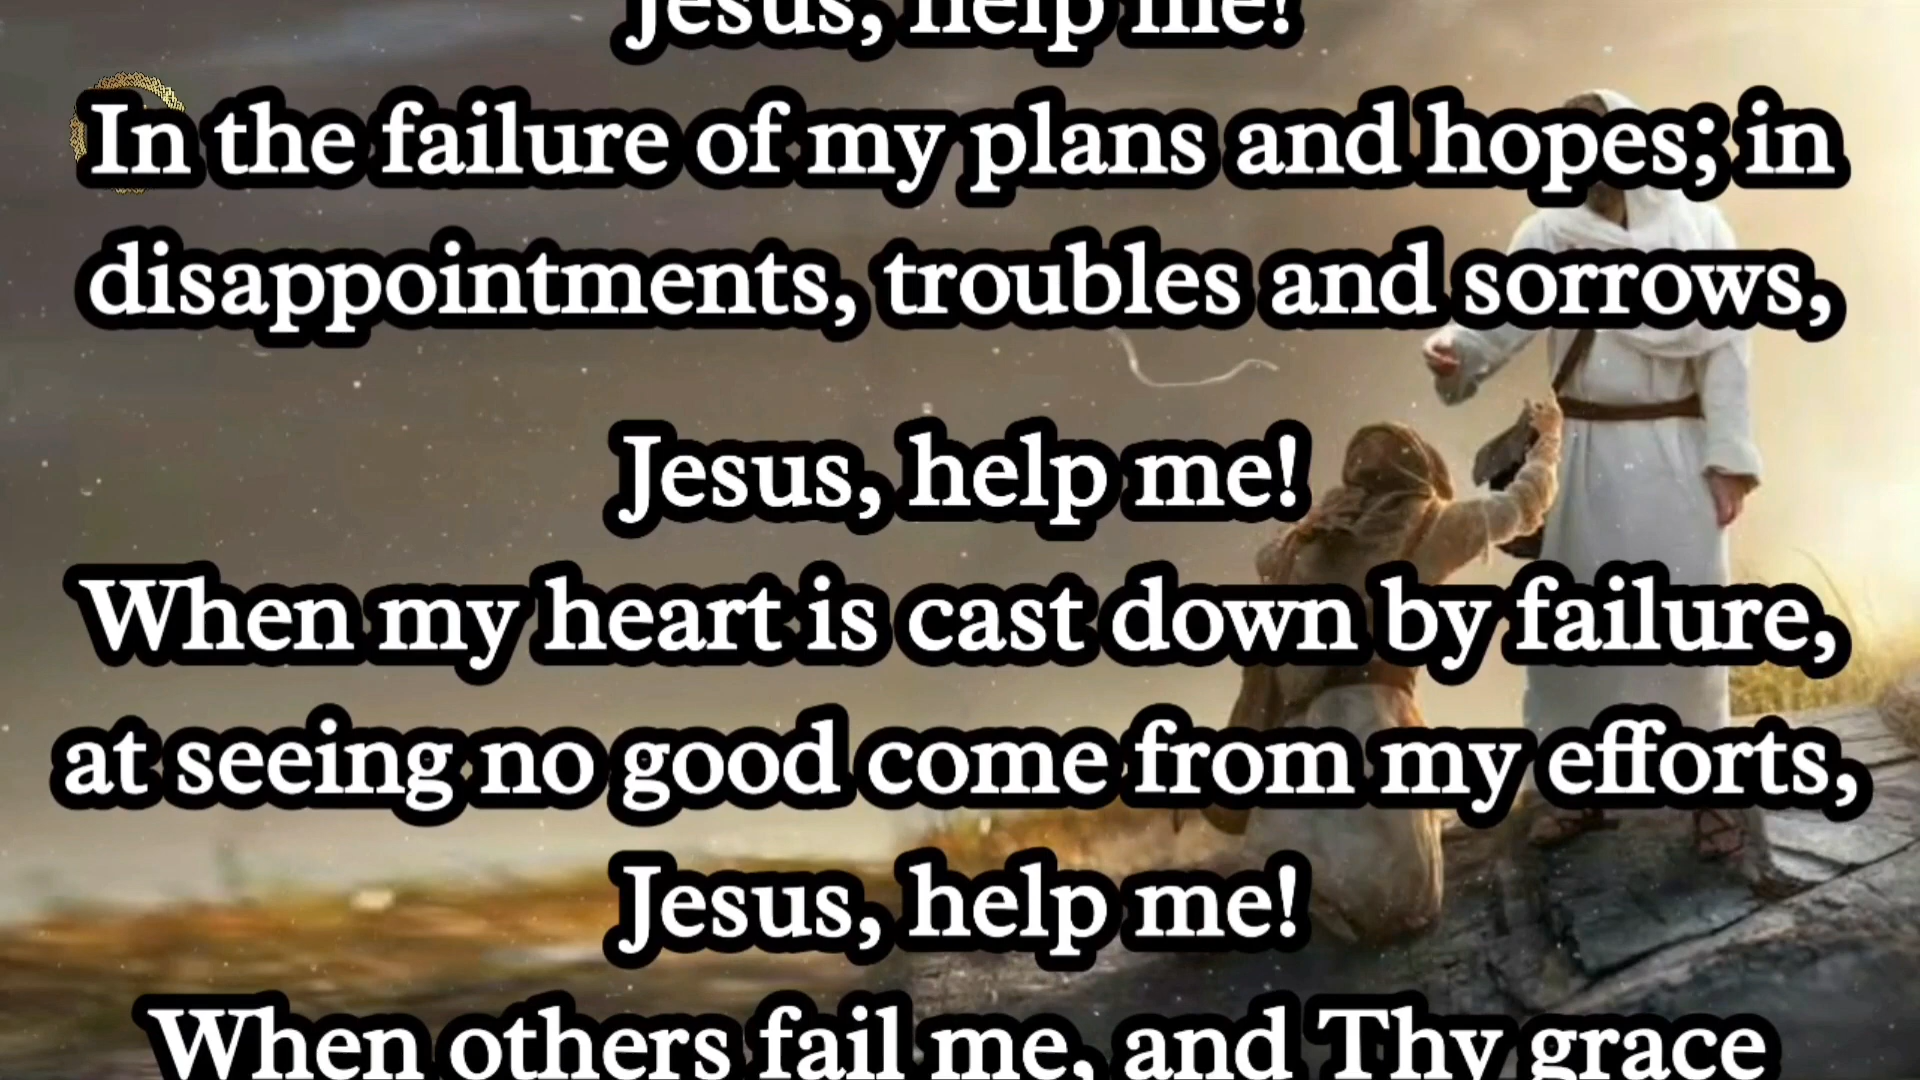 Jesus, help me!
In the failure of my plans and hopes; in
disappointments, troubles and sorrows,
Jesus, help me!
When my heart is cast down by failure,
at seeing no good come from my efforts,
Jesus, help me!
When others fail me, and Thy grace